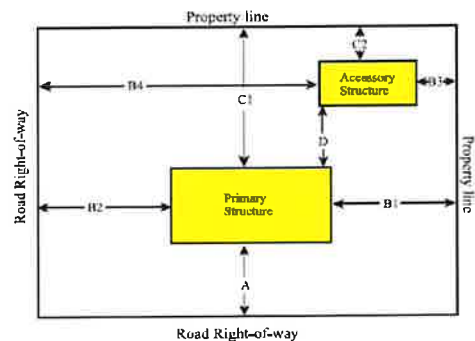 Property line
C2
Accessory
Structure
B3
B4
C1
D
Road Right-of-way
Property line
Primary
Structure
B2
B1
A
Road Right-of-way